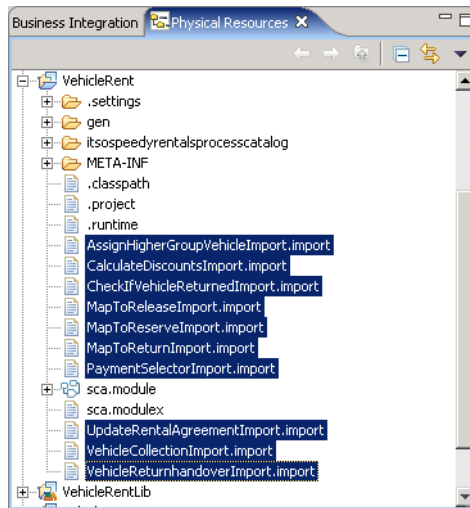 Business Integration Physical Resources
VehicleRent
.settings
gen
itsospeedyrentalsprocesscatalog
META-INF
.classpath
.project
.runtime
AssignHigherGroupVehicleImport.import
CalculateDiscountsImport.import
CheckIfVehicleReturnedImport.import
MapToReleaseImport.import
MapToReserveImport.import
MapToReturnImport.import
PaymentSelectorImport.import
sca.module
sca.modulex
UpdateRentalAgreementImport.import
VehicleCollectionImport.import
VehicleReturnhandoverImport.import
VehicleRentLib